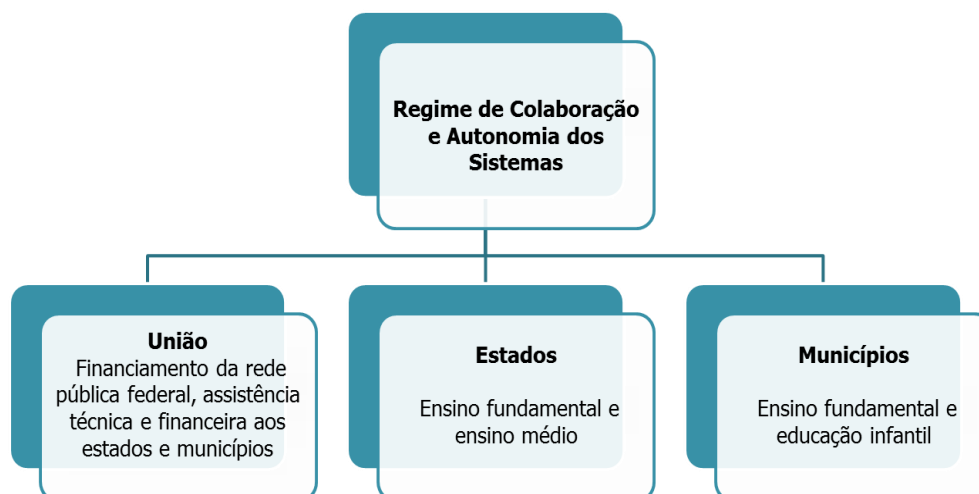 Regime de Colaboração
e Autonomia dos
Sistemas
União
Financiamento da rede
pública federal, assistência
técnica e financeira aos
estados e municípios
Estados
Ensino fundamental e
ensino médio
Municípios
Ensino fundamental e
educação infantil